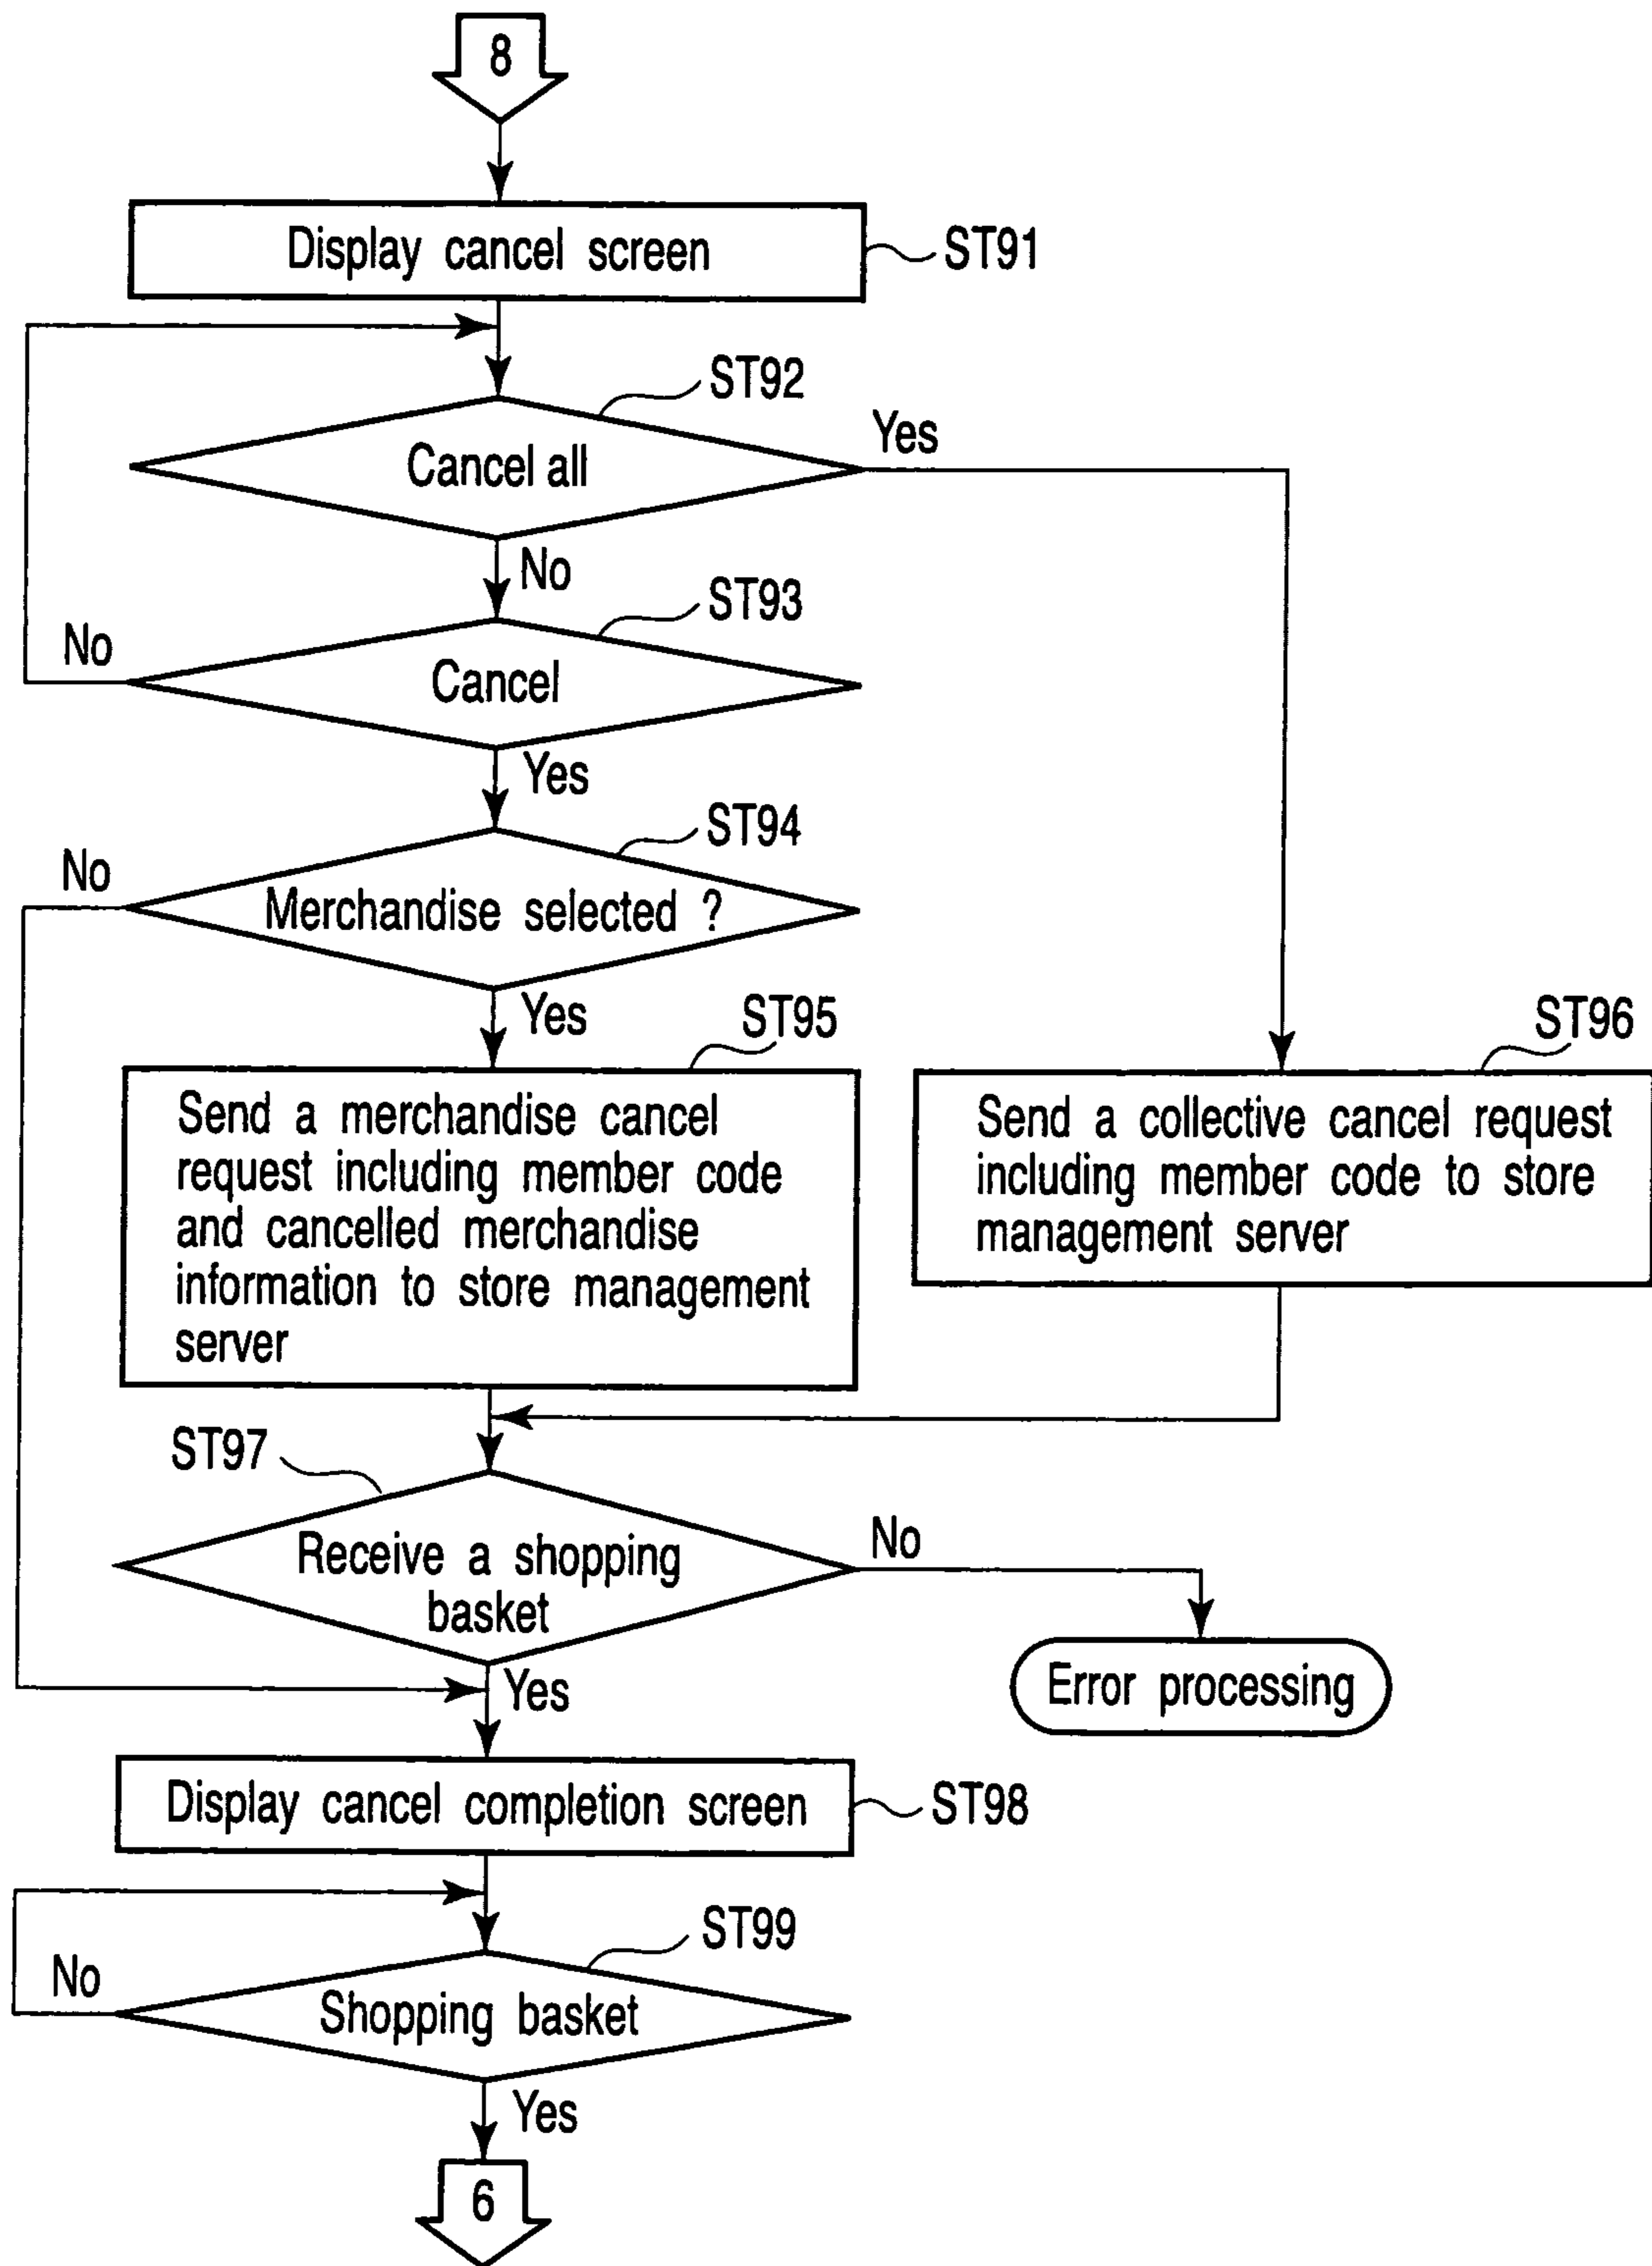 8
Display cancel screen
ST91
ST92
Cancel all
Yes
No
ST93
No
Cancel
Yes
ST94
No
Merchandise selected ?
Yes
ST95
Send a merchandise cancel
request including member code
and cancelled merchandise
information to store management
server
ST96
Send a collective cancel request
including member code to store
management server
ST97
Receive a shopping
basket
No
Error processing
Yes
Display cancel completion screen
ST98
ST99
No
Shopping basket
Yes
6